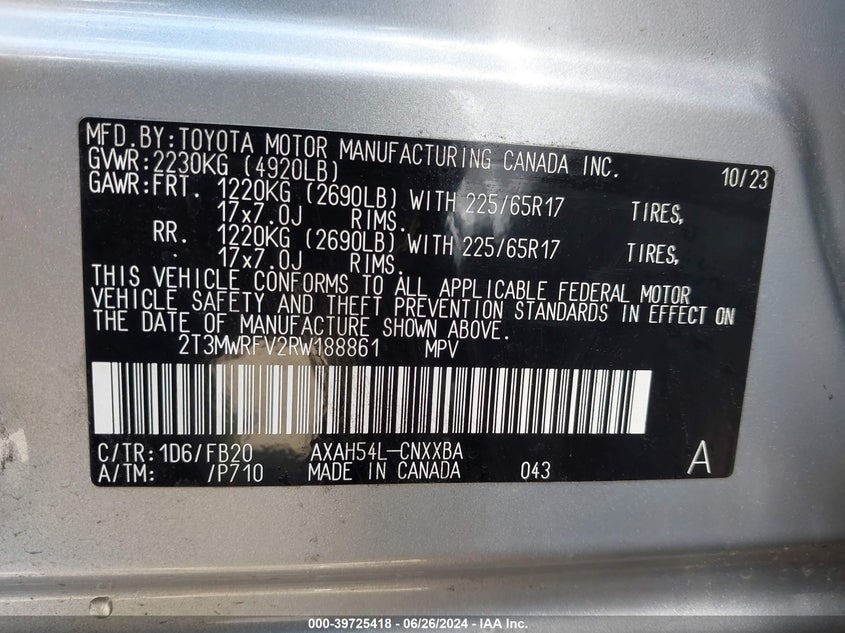 MFD.BY:TOYOTA MOTOR MANUFACTURING CANADA INC. 10/23
GVWR:2230KG (4920LB)
GAWR:FRT. 1220KG (2690LB) WITH 225/65R17 TIRES,
17x7.0J RIMS.
RR. 1220KG (2690LB) WITH 225/65R17 TIRES,
17x7.0J RIMS.
THIS VEHICLE CONFORMS TO ALL APPLICABLE FEDERAL MOTOR
VEHICLE SAFETY AND THEFT PREVENTION STANDARDS IN EFFECT ON
THE DATE OF MANUFACTURE SHOWN ABOVE.
2T3MWRFV2RW188861 MPV
C/TR:1D6/FB20 AXAH54L-CNXXBA A
A/TM: /P710 MADE IN CANADA 043
000-39725418 - 06/26/2024 - IAA Inc.